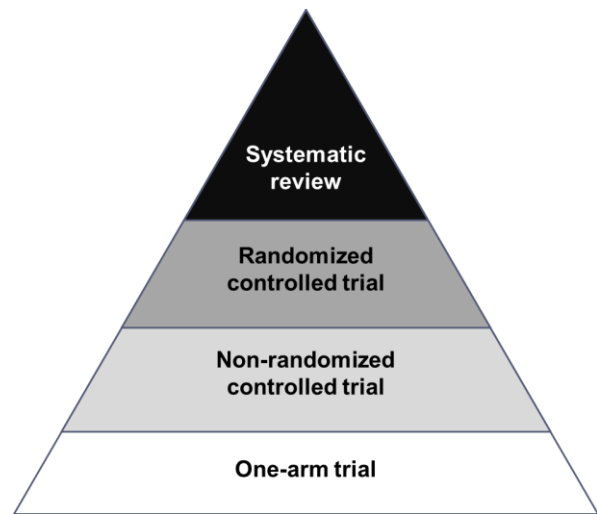 Systematic
review
Randomized
controlled trial
Non-randomized
controlled trial
One-arm trial